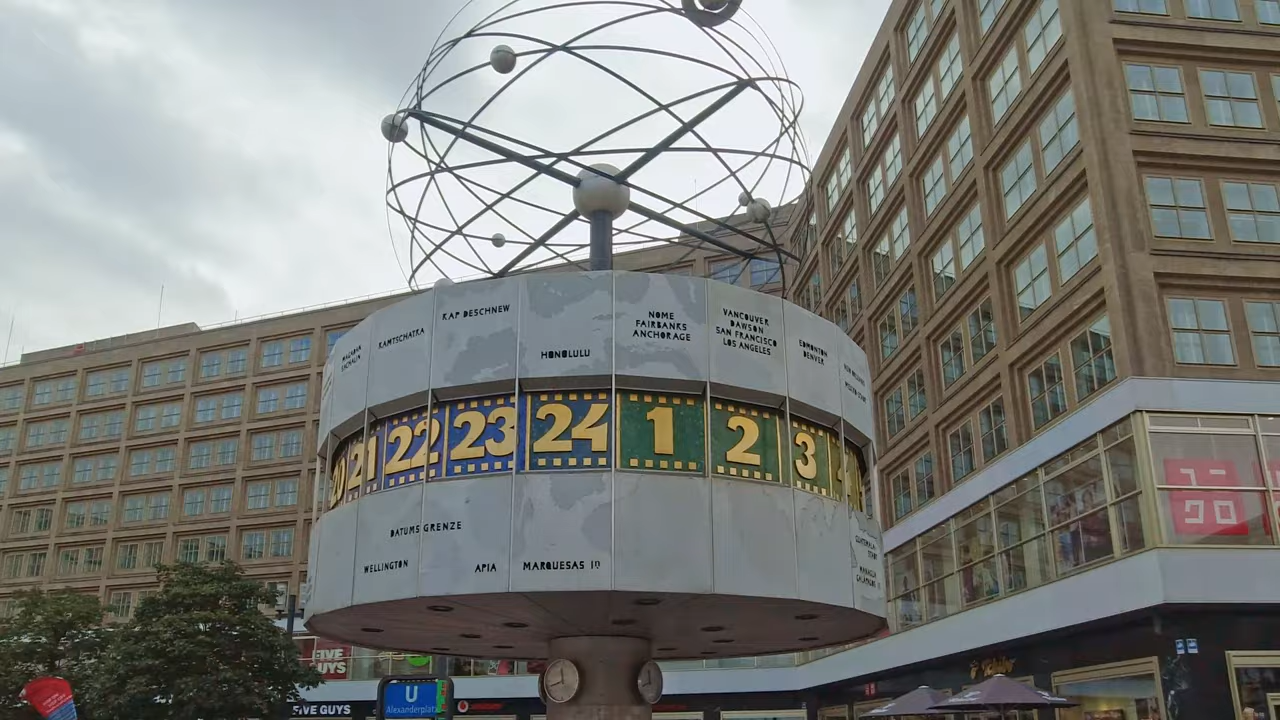 KAP DESCHNEW
KAMTSCHATKA
HONOLULU
NOME
FAIRBANKS
ANCHORAGE
VANCOUVER
DAWSON
SAN FRANCISCO
LOS ANGELES
EDMONTON
DENVER
20 21 22 23 24 1 2 3
DATUMSGRENZE
WELLINGTON
APIA
MARQUESAS IN
FIVE
GUYS
U
Alexanderplatz
FIVE GUYS